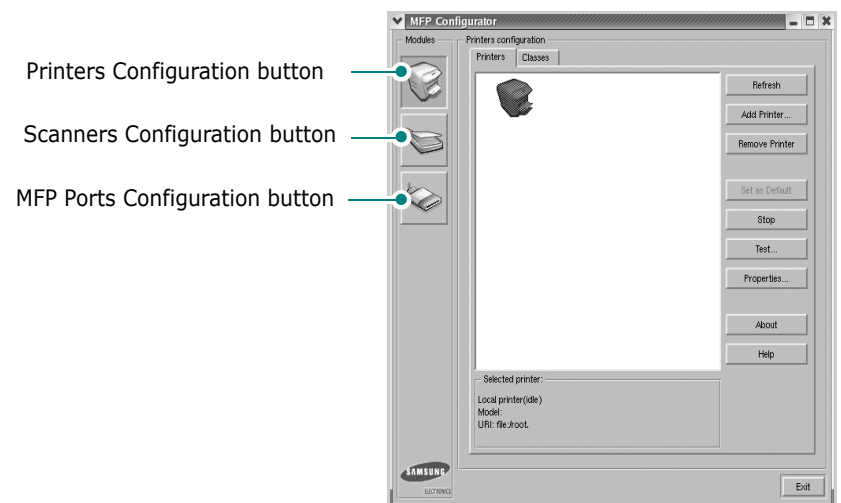 MFP Configurator
Modules
Printers configuration
Printers
Classes
Printers Configuration button
Scanners Configuration button
MFP Ports Configuration button
Refresh
Add Printer...
Remove Printer
Set as Default
Stop
Test...
Properties...
About
Help
Selected printer:
Local printer(idle)
Model:
URI: file:/root.
SAMSUNG
ELECTRONICS
Exit